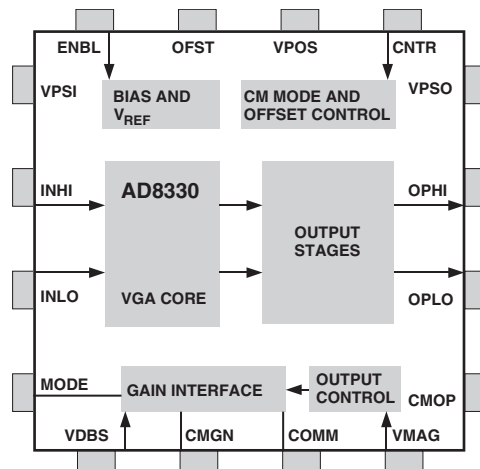 ENBL OFST VPOS CNTR
VPSI
BIAS AND
VREF
CM MODE AND
OFFSET CONTROL
VPSO
INHI
AD8330
OPHI
OUTPUT
STAGES
INLO
VGA CORE
OPLO
MODE
GAIN INTERFACE
OUTPUT
CONTROL
CMOP
VDBS CMGN COMM VMAG